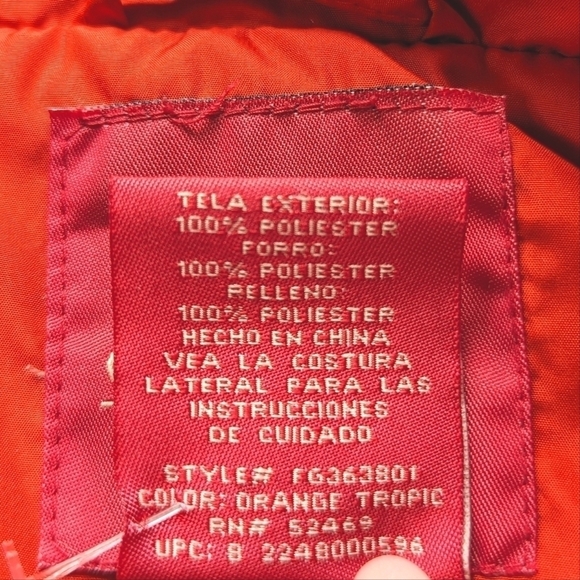 TELA EXTERIOR:
100% POLIESTER
FORRO:
100% POLIESTER
RELLENO:
100% POLIESTER
HECHO EN CHINA
VEA LA COSTURA
LATERAL PARA LAS
INSTRUCCIONES
DE CUIDADO
STYLE# FG363801
COLOR: ORANGE TROPIC
RN# 52469
UPC: 8 2248000596